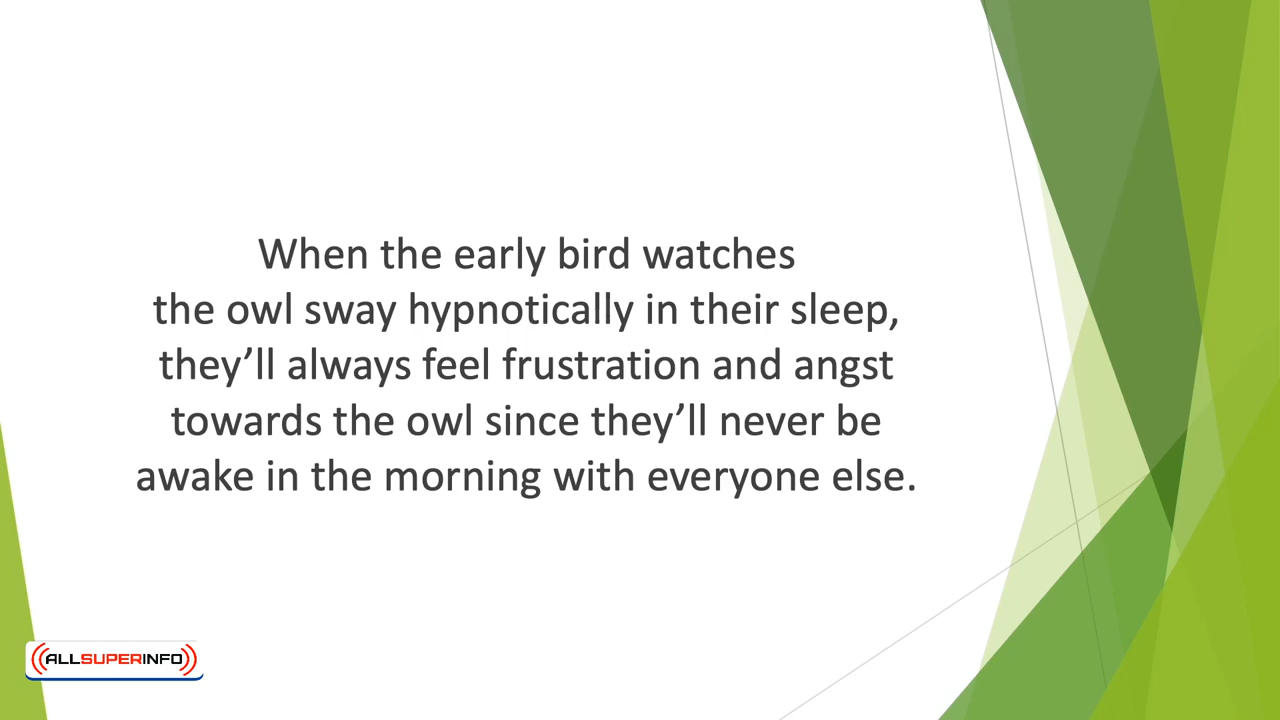 When the early bird watches
the owl sway hypnotically in their sleep,
they’ll always feel frustration and angst
towards the owl since they’ll never be
awake in the morning with everyone else.
ALLSUPERINFO